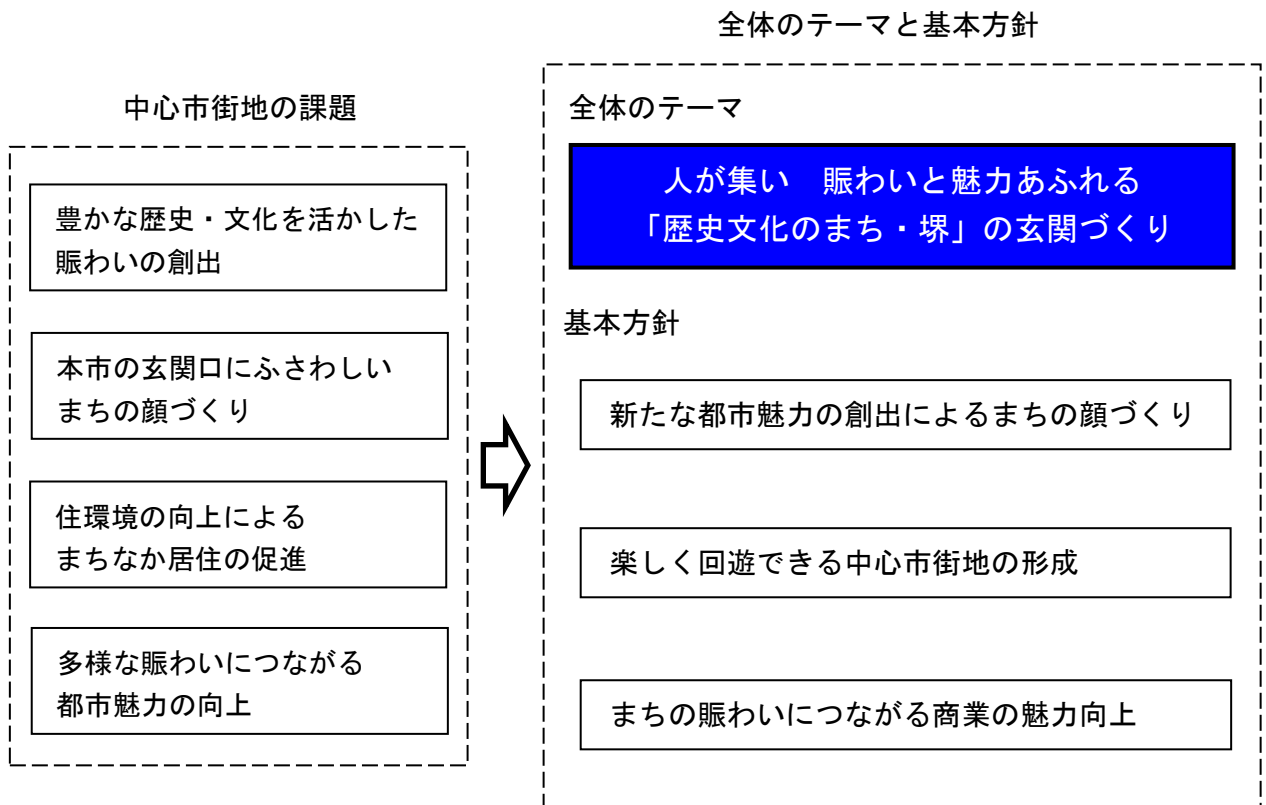 全体のテーマと基本方針
中心市街地の課題
豊かな歴史・文化を活かした
賑わいの創出
本市の玄関口にふさわしい
まちの顔づくり
住環境の向上による
まちなか居住の促進
多様な賑わいにつながる
都市魅力の向上
全体のテーマ
人が集い　賑わいと魅力あふれる
「歴史文化のまち・堺」の玄関づくり
基本方針
新たな都市魅力の創出によるまちの顔づくり
楽しく回遊できる中心市街地の形成
まちの賑わいにつながる商業の魅力向上